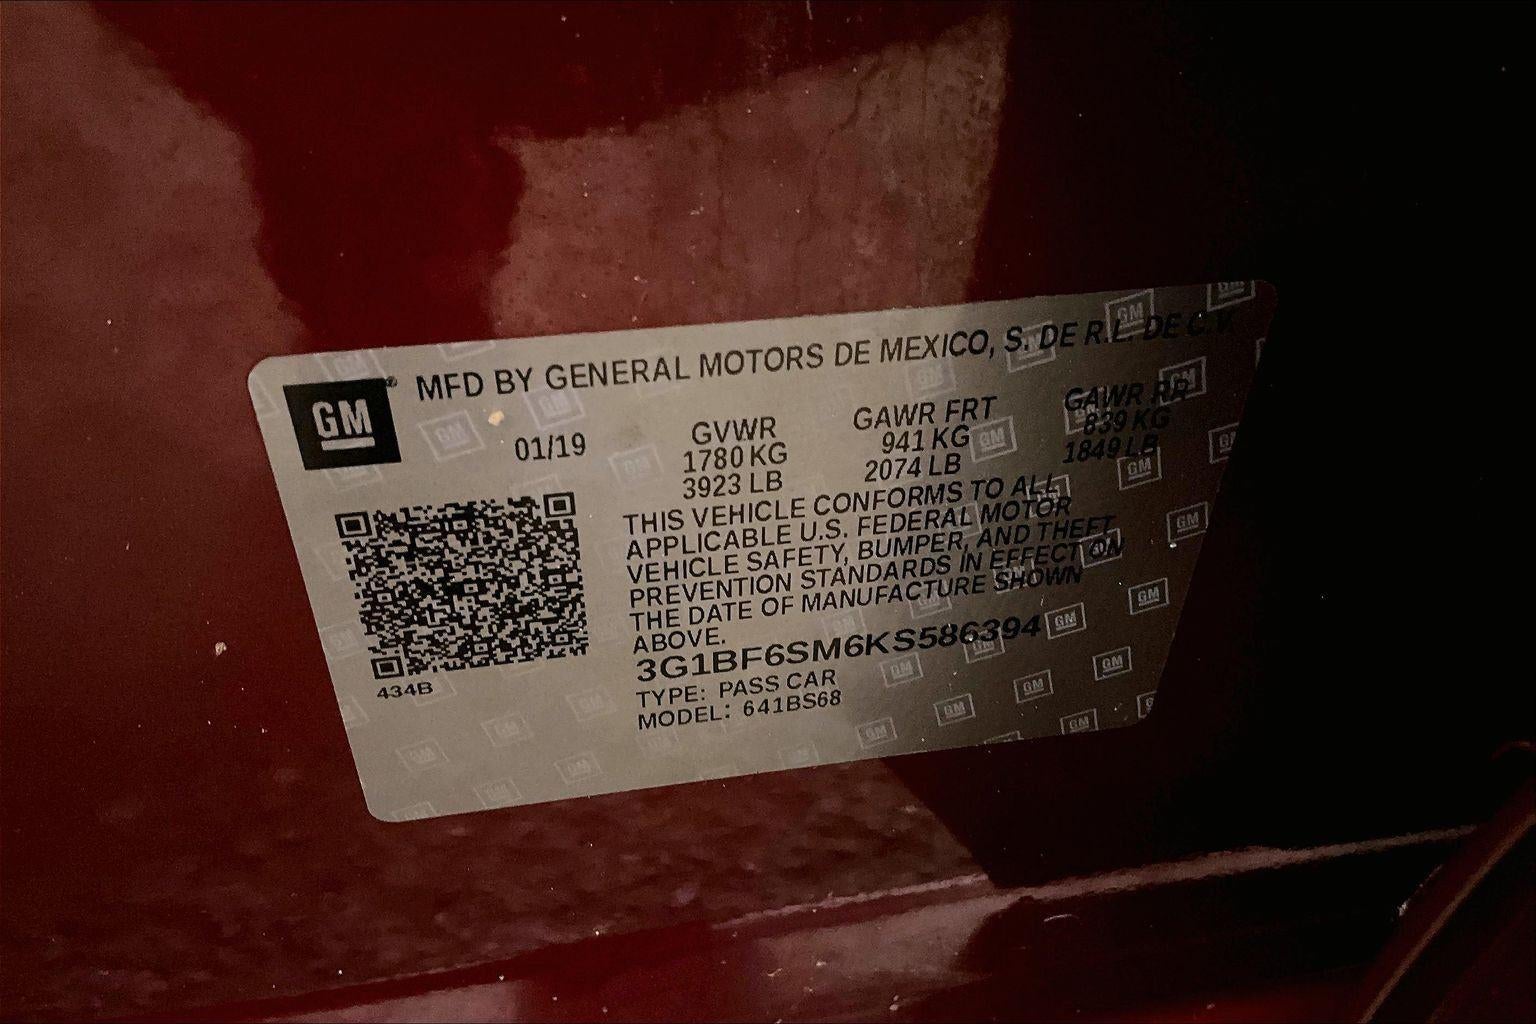 MFD BY GENERAL MOTORS DE MEXICO, S. DE R.L. DE C.V.
GM
01/19
GVWR GAWR FRT GAWR RR
1780 KG 941 KG 839 KG
3923 LB 2074 LB 1849 LB
THIS VEHICLE CONFORMS TO ALL
APPLICABLE U.S. FEDERAL MOTOR
VEHICLE SAFETY, BUMPER, AND THEFT
PREVENTION STANDARDS IN EFFECT ON
THE DATE OF MANUFACTURE SHOWN
ABOVE.
3G1BF6SM6KS586394
434B
TYPE: PASS CAR
MODEL: 641BS68